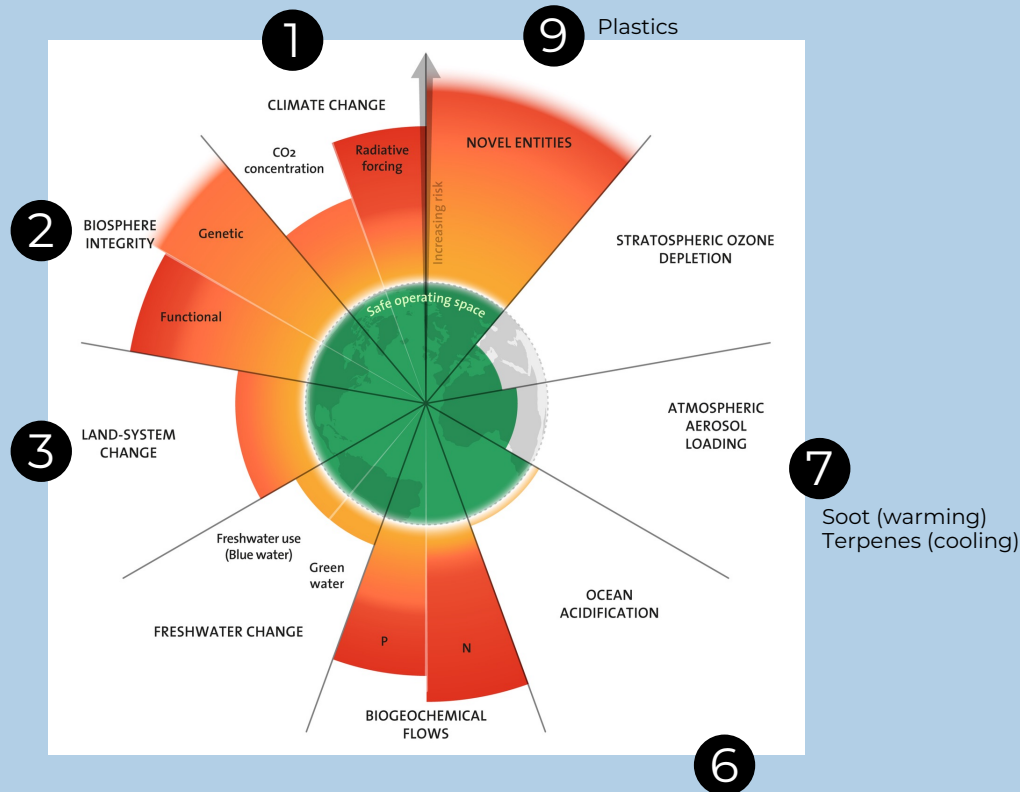 1
9
Plastics
CLIMATE CHANGE
CO2
concentration
Radiative
forcing
NOVEL ENTITIES
Increasing risk
2
BIOSPHERE
INTEGRITY
Genetic
Functional
STRATOSPHERIC OZONE
DEPLETION
Safe operating space
3
LAND-SYSTEM
CHANGE
ATMOSPHERIC
AEROSOL
LOADING
7
Soot (warming)
Terpenes (cooling)
Freshwater use
(Blue water)
Green
water
FRESHWATER CHANGE
OCEAN
ACIDIFICATION
P
N
BIOGEOCHEMICAL
FLOWS
6